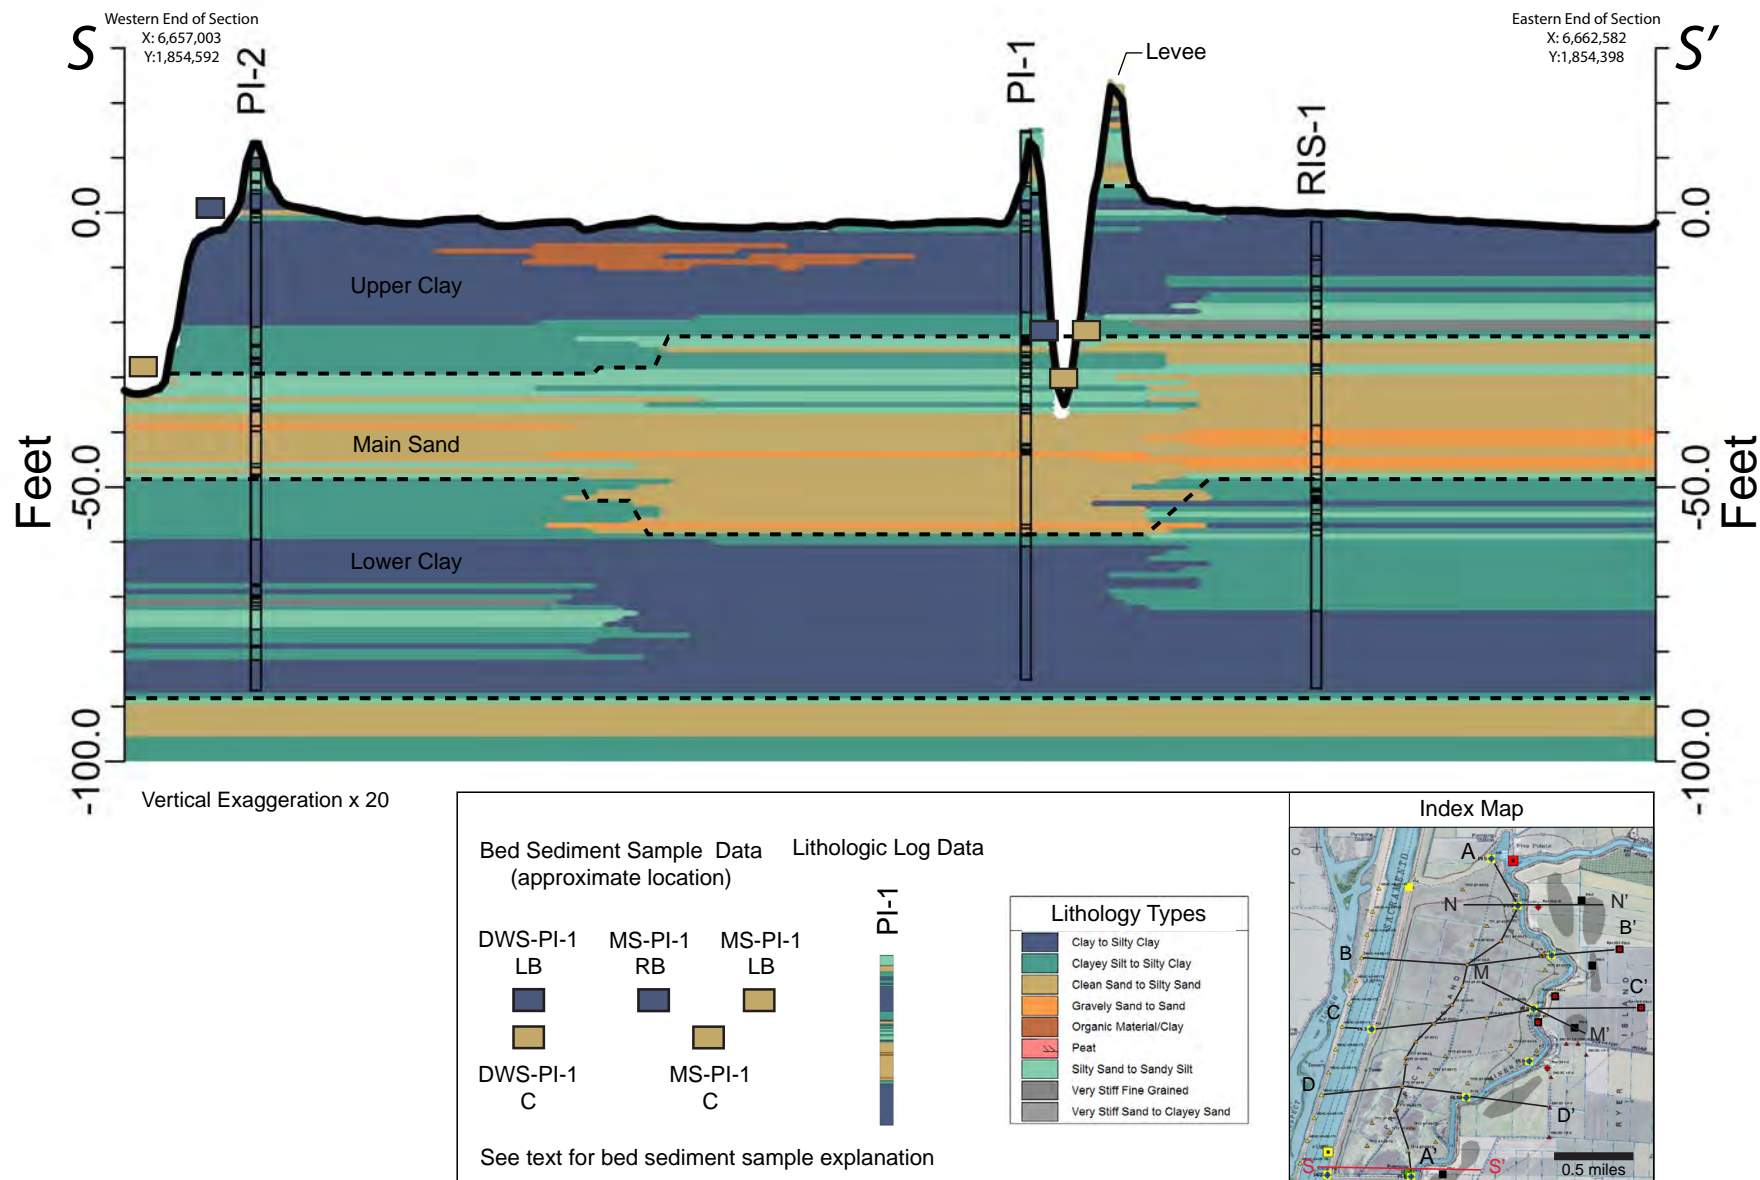 S
Western End of Section
X: 6,657,003
Y:1,854,592
PI-2
PI-1
Levee
RIS-1
Eastern End of Section
X: 6,662,582
Y:1,854,398
S'
0.0
-50.0
-100.0
Feet
0.0
-50.0
-100.0
Feet
Upper Clay
Main Sand
Lower Clay
Vertical Exaggeration x 20
Bed Sediment Sample Data
(approximate location)
DWS-PI-1
LB
MS-PI-1
RB
MS-PI-1
LB
DWS-PI-1
C
MS-PI-1
C
See text for bed sediment sample explanation
Lithologic Log Data
PI-1
Lithology Types
Clay to Silty Clay
Clayey Silt to Silty Clay
Clean Sand to Silty Sand
Gravely Sand to Sand
Organic Material/Clay
Peat
Silty Sand to Sandy Silt
Very Stiff Fine Grained
Very Stiff Sand to Clayey Sand
Index Map
A
N
N'
B
B'
M
C
C'
M'
D
D'
A'
S
S'
SACRAMENTO
RYER
ISLAND
Five Points
0.5 miles